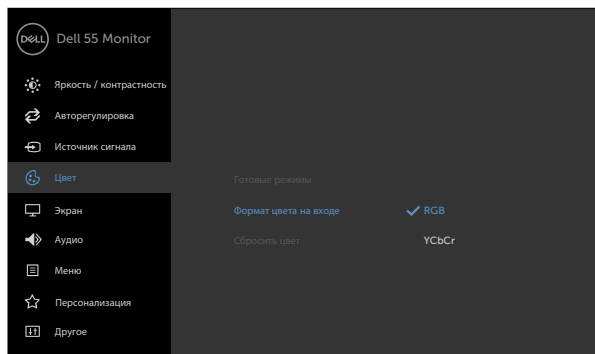 DELL Dell 55 Monitor
Яркость / контрастность
Авторегулировка
Источник сигнала
Цвет
Готовые режимы
Экран
Формат цвета на входе
RGB
Аудио
Сбросить цвет
YCbCr
Меню
Персонализация
Другое